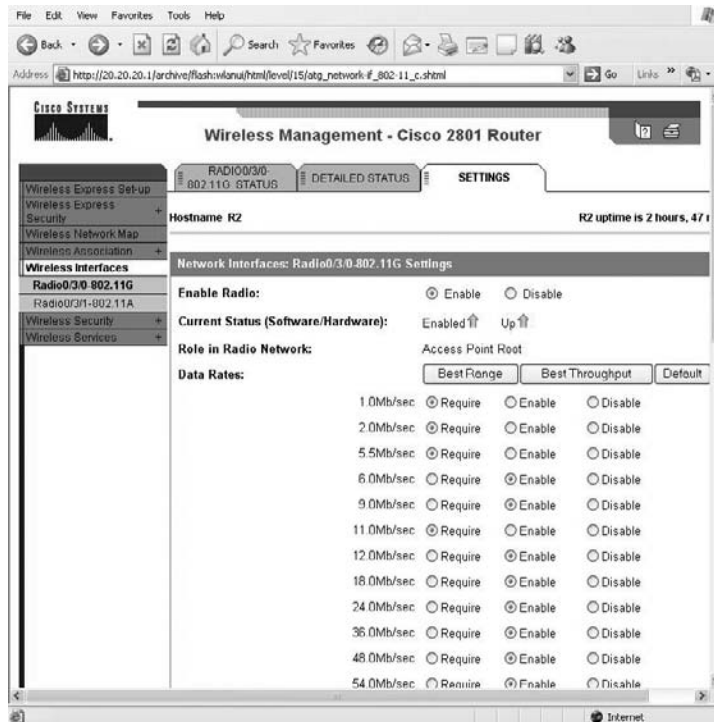 File Edit View Favorites Tools Help
Back Search Favorites
Address http://20.20.20.1/archive/flash:wlanui/html/level/15/atg_network-if_802-11_c.shtml Go Links »
CISCO SYSTEMS
Wireless Management - Cisco 2801 Router
RADIO0/3/0-
802.11G STATUS
DETAILED STATUS
SETTINGS
Wireless Express Set-up
Wireless Express
Security +
Wireless Network Map
Wireless Association +
Wireless Interfaces
Radio0/3/0-802.11G
Radio0/3/1-802.11A
Wireless Security +
Wireless Services +
Hostname R2
R2 uptime is 2 hours, 47
Network Interfaces: Radio0/3/0-802.11G Settings
Enable Radio: Enable Disable
Current Status (Software/Hardware): Enabled Up
Role in Radio Network: Access Point Root
Data Rates: Best Range Best Throughput Default
1.0Mb/sec Require Enable Disable
2.0Mb/sec Require Enable Disable
5.5Mb/sec Require Enable Disable
6.0Mb/sec Require Enable Disable
9.0Mb/sec Require Enable Disable
11.0Mb/sec Require Enable Disable
12.0Mb/sec Require Enable Disable
18.0Mb/sec Require Enable Disable
24.0Mb/sec Require Enable Disable
36.0Mb/sec Require Enable Disable
48.0Mb/sec Require Enable Disable
54.0Mb/sec Require Enable Disable
Internet